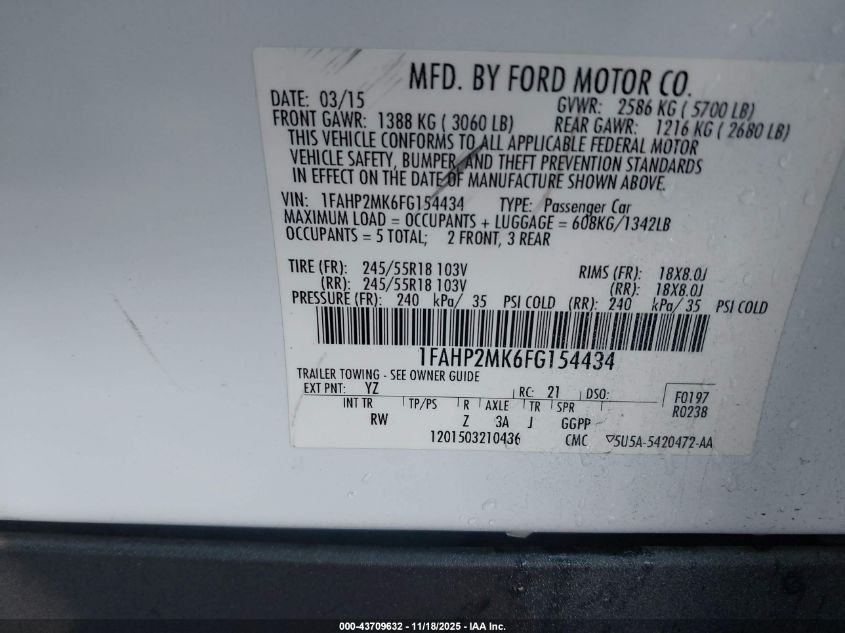 MFD. BY FORD MOTOR CO.
DATE: 03/15 GVWR: 2586 KG ( 5700 LB)
FRONT GAWR: 1388 KG ( 3060 LB) REAR GAWR: 1216 KG ( 2680 LB)
THIS VEHICLE CONFORMS TO ALL APPLICABLE FEDERAL MOTOR
VEHICLE SAFETY, BUMPER, AND THEFT PREVENTION STANDARDS
IN EFFECT ON THE DATE OF MANUFACTURE SHOWN ABOVE.
VIN: 1FAHP2MK6FG154434 TYPE: Passenger Car
MAXIMUM LOAD = OCCUPANTS + LUGGAGE = 608KG/1342LB
OCCUPANTS = 5 TOTAL; 2 FRONT, 3 REAR
TIRE (FR): 245/55R18 103V RIMS (FR): 18X8.0J
(RR): 245/55R18 103V (RR): 18X8.0J
PRESSURE (FR): 240 kPa/ 35 PSI COLD (RR): 240 kPa/ 35 PSI COLD
1FAHP2MK6FG154434
TRAILER TOWING - SEE OWNER GUIDE
EXT PNT: YZ RC: 21 DSO: F0197
INT TR TP/PS R AXLE TR SPR R0238
RW Z 3A J GGPP
1201503210436 CMC 5U5A-5420472-AA
000-43709632 - 11/18/2025 - IAA Inc.